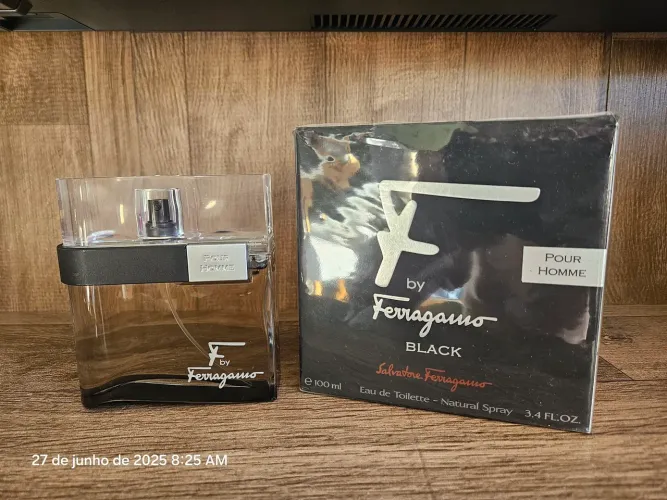 POUR
HOMME
F by
Ferragamo
F
by
Ferragamo
BLACK
POUR
HOMME
Salvatore Ferragamo
e 100 ml Eau de Toilette - Natural Spray 3.4 FL.OZ.
27 de junho de 2025 8:25 AM